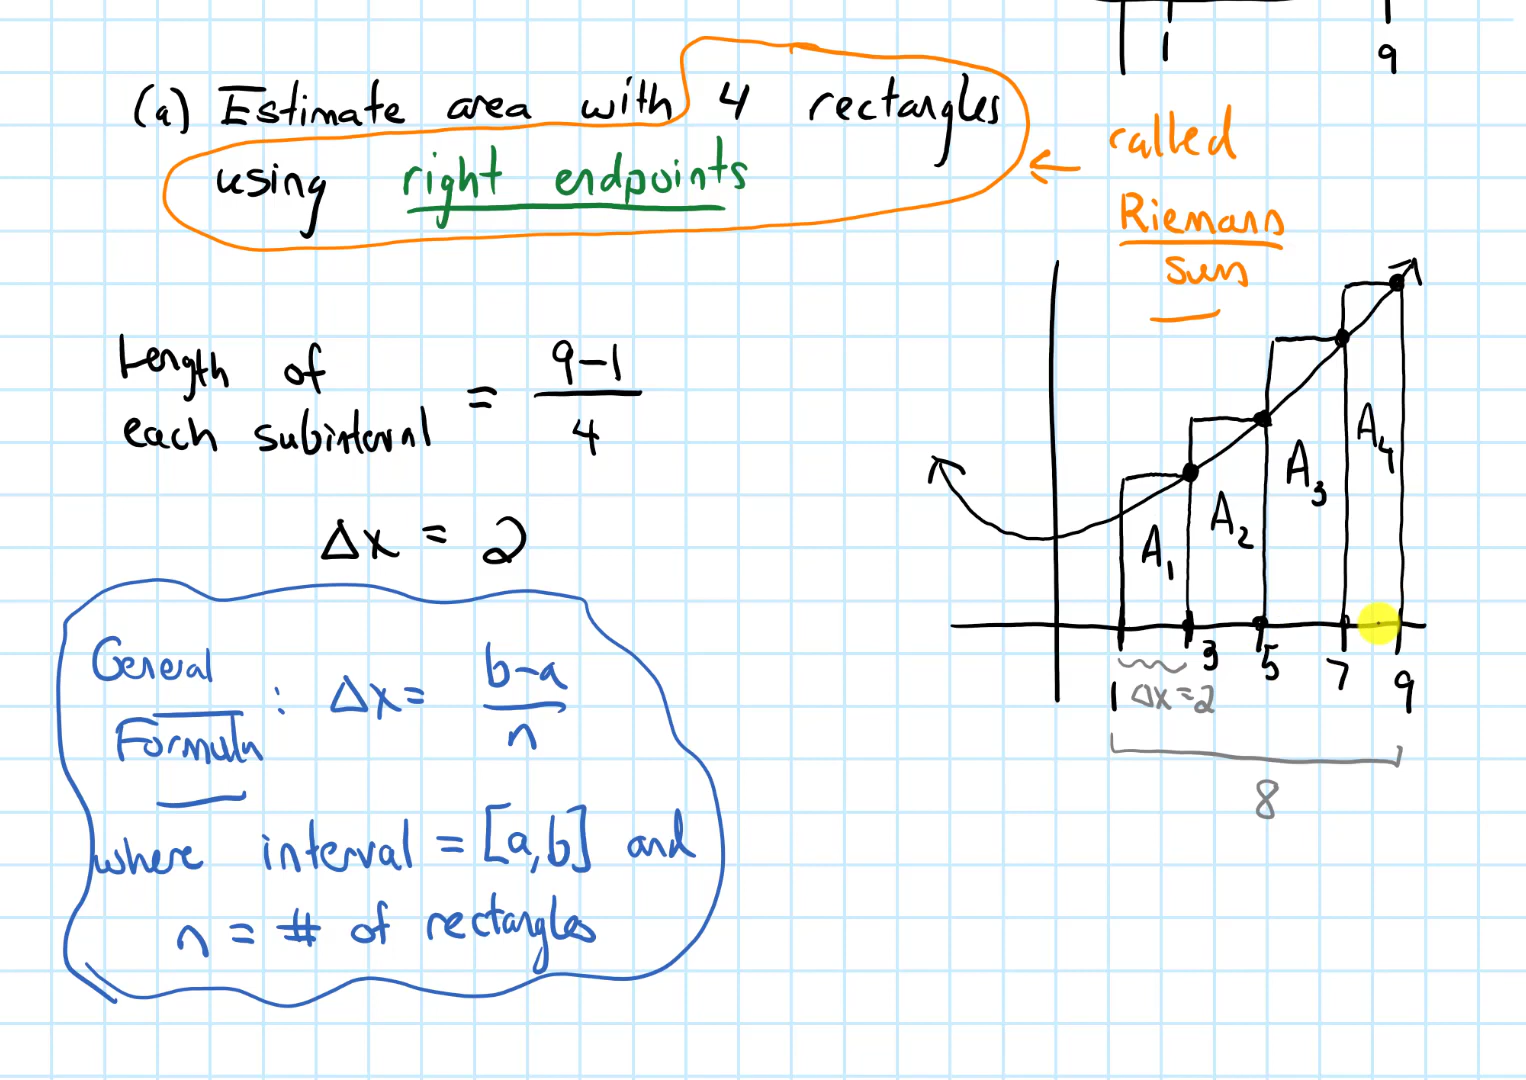 1 9
(a) Estimate area with 4 rectangles
using right endpoints
called
Riemann
sum
Length of
each subinterval = 9-1 / 4
Δx = 2
General
Formula : Δx = b-a / n
where interval = [a,b] and
n = # of rectangles
A₁ A₂ A₃ A₄
1 3 5 7 9
Δx=2
8